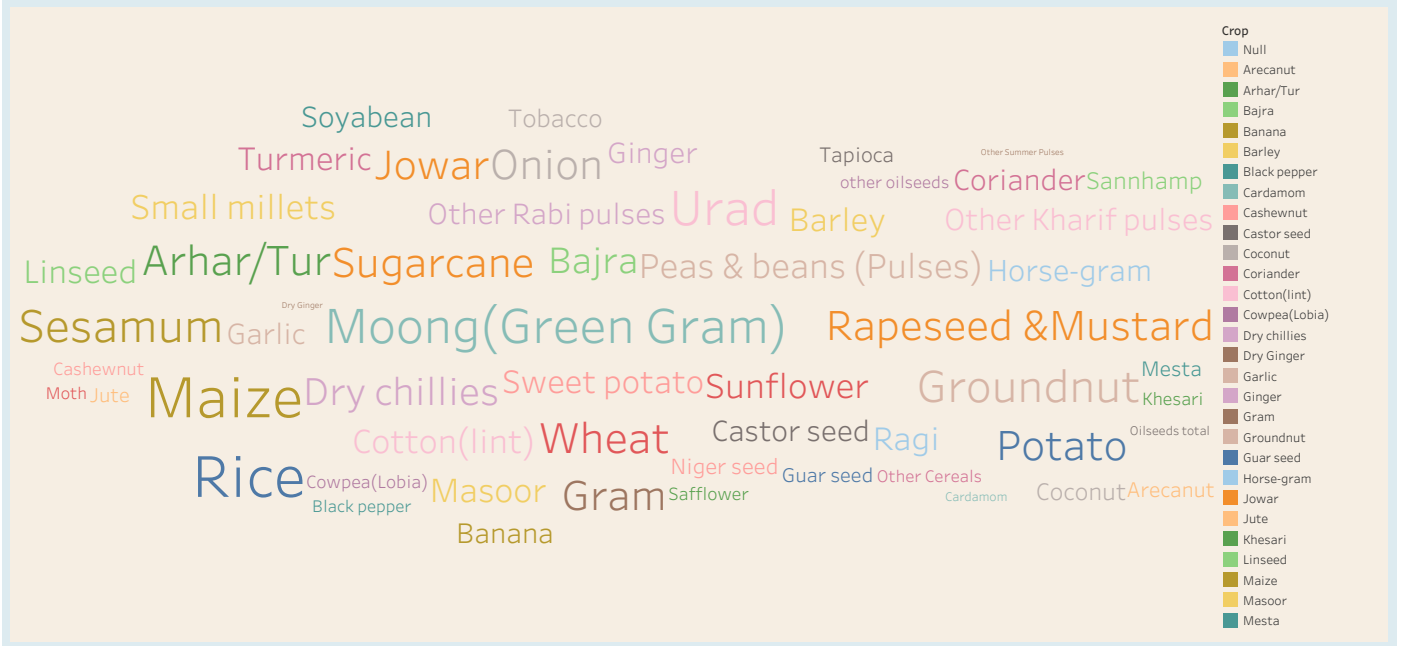 Soyabean Tobacco
Turmeric Jowar Onion Ginger Tapioca Other Summer Pulses
other oilseeds Coriander Sannhamp
Small millets Other Rabi pulses Urad Barley Other Kharif pulses
Linseed Arhar/Tur Sugarcane Bajra Peas & beans (Pulses) Horse-gram
Dry Ginger
Sesamum Garlic Moong(Green Gram) Rapeseed &Mustard
Cashewnut Mesta
Moth Jute Maize Dry chillies Sweet potato Sunflower Groundnut Khesari
Cotton(lint) Wheat Castor seed Ragi Potato Oilseeds total
Rice Cowpea(Lobia) Masoor Gram Niger seed Guar seed Other Cereals
Black pepper Safflower Cardamom Coconut Arecanut
Banana
Crop
Null
Arecanut
Arhar/Tur
Bajra
Banana
Barley
Black pepper
Cardamom
Cashewnut
Castor seed
Coconut
Coriander
Cotton(lint)
Cowpea(Lobia)
Dry chillies
Dry Ginger
Garlic
Ginger
Gram
Groundnut
Guar seed
Horse-gram
Jowar
Jute
Khesari
Linseed
Maize
Masoor
Mesta